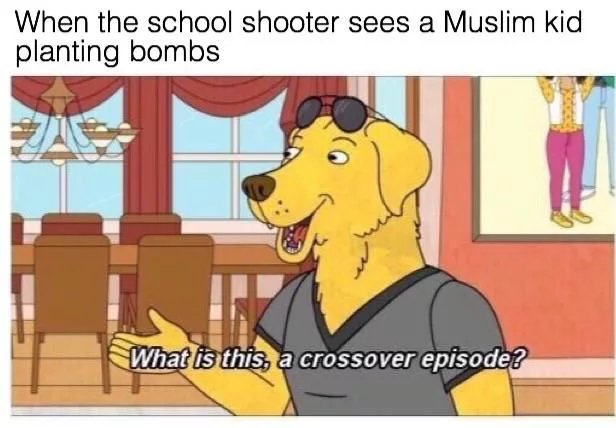 When the school shooter sees a Muslim kid
planting bombs
What is this, a crossover episode?